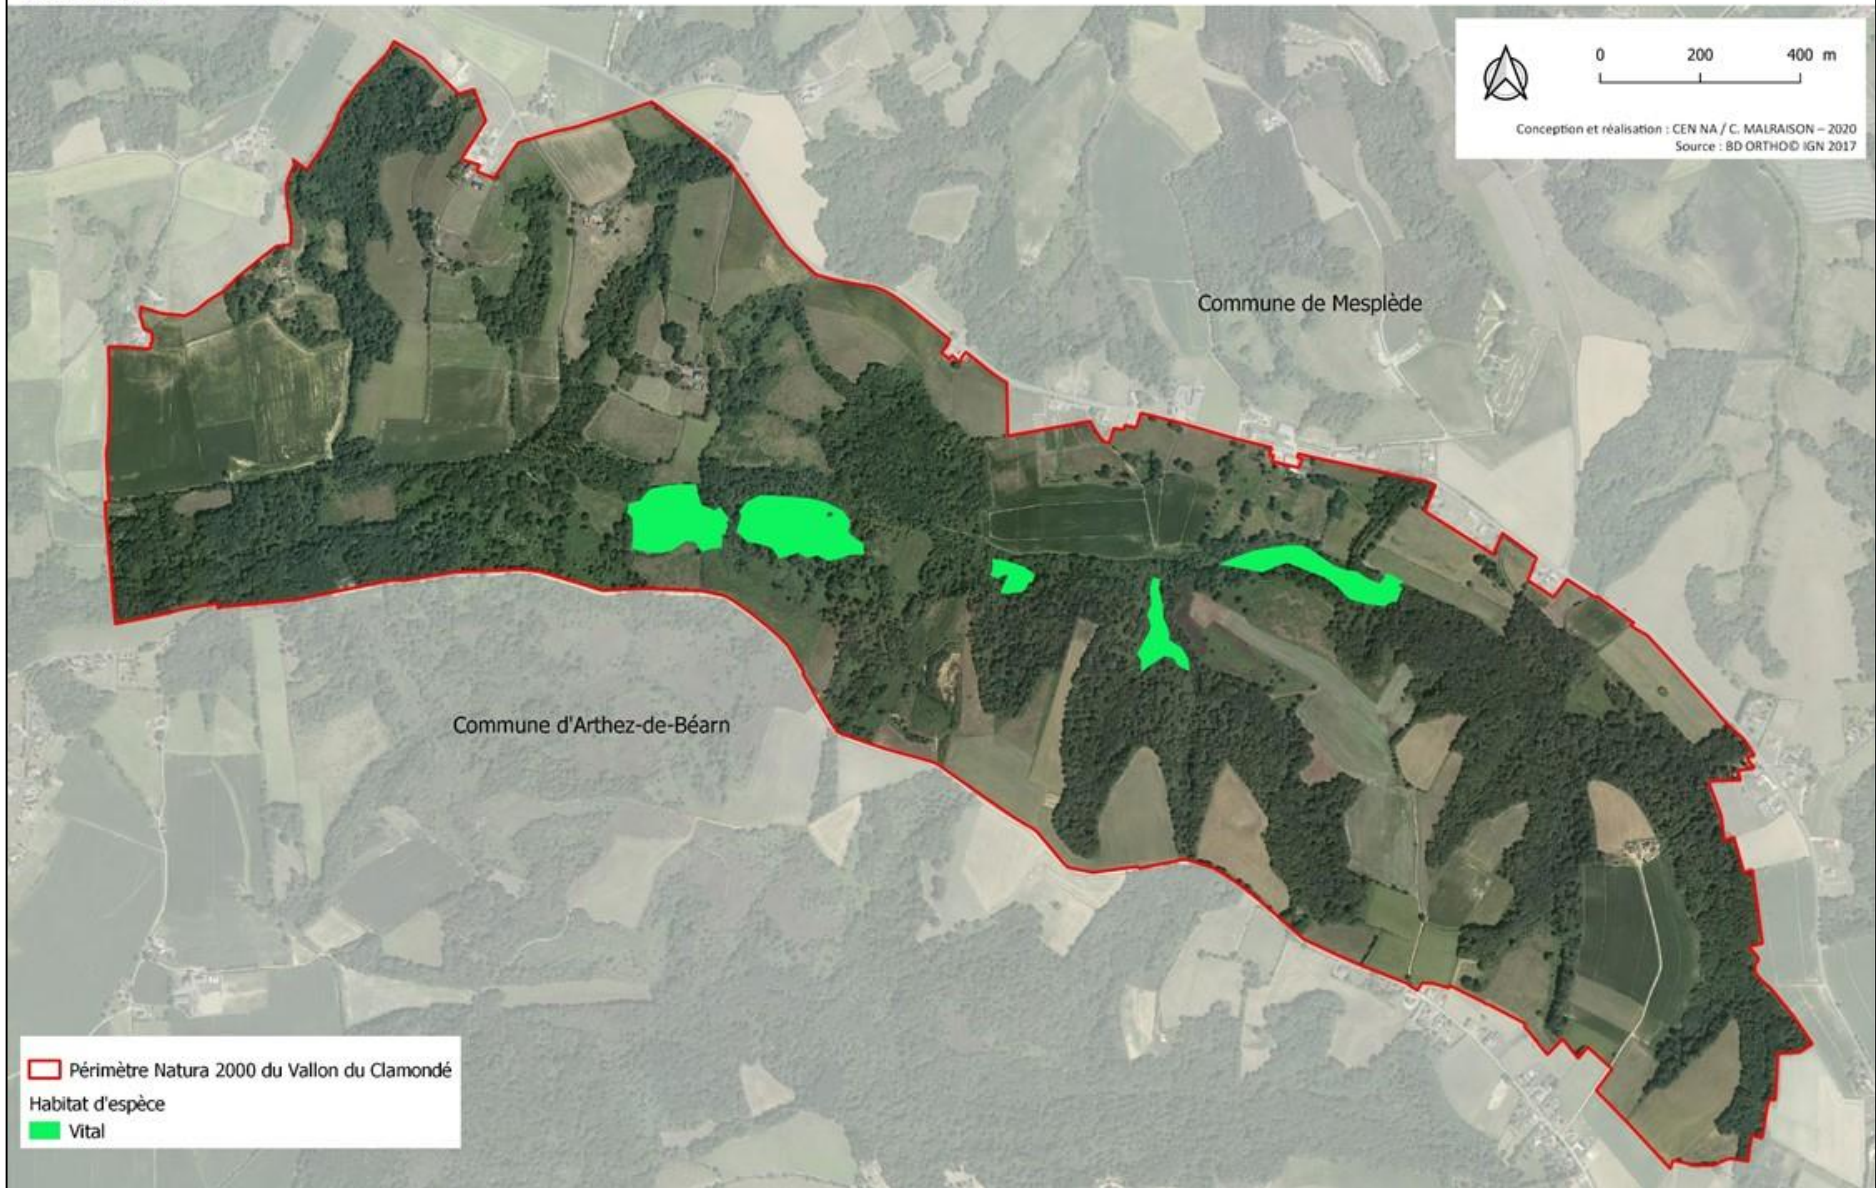 0 200 400 m
Conception et réalisation : CEN NA / C. MALRAISON – 2020
Source : BD ORTHO© IGN 2017
Commune de Mesplède
Commune d'Arthez-de-Béarn
Périmètre Natura 2000 du Vallon du Clamondé
Habitat d'espèce
Vital